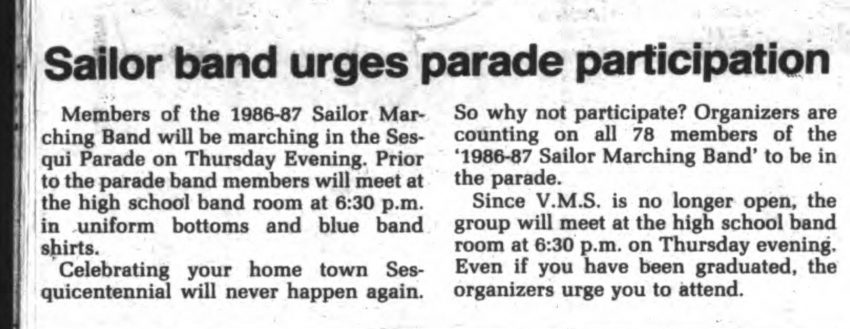 Sailor band urges parade participation
Members of the 1986-87 Sailor Mar-
ching Band will be marching in the Ses-
qui Parade on Thursday Evening. Prior
to the parade band members will meet at
the high school band room at 6:30 p.m.
in uniform bottoms and blue band
shirts.
Celebrating your home town Ses-
quicentennial will never happen again.
So why not participate? Organizers are
counting on all 78 members of the
'1986-87 Sailor Marching Band' to be in
the parade.
Since V.M.S. is no longer open, the
group will meet at the high school band
room at 6:30 p.m. on Thursday evening.
Even if you have been graduated, the
organizers urge you to attend.